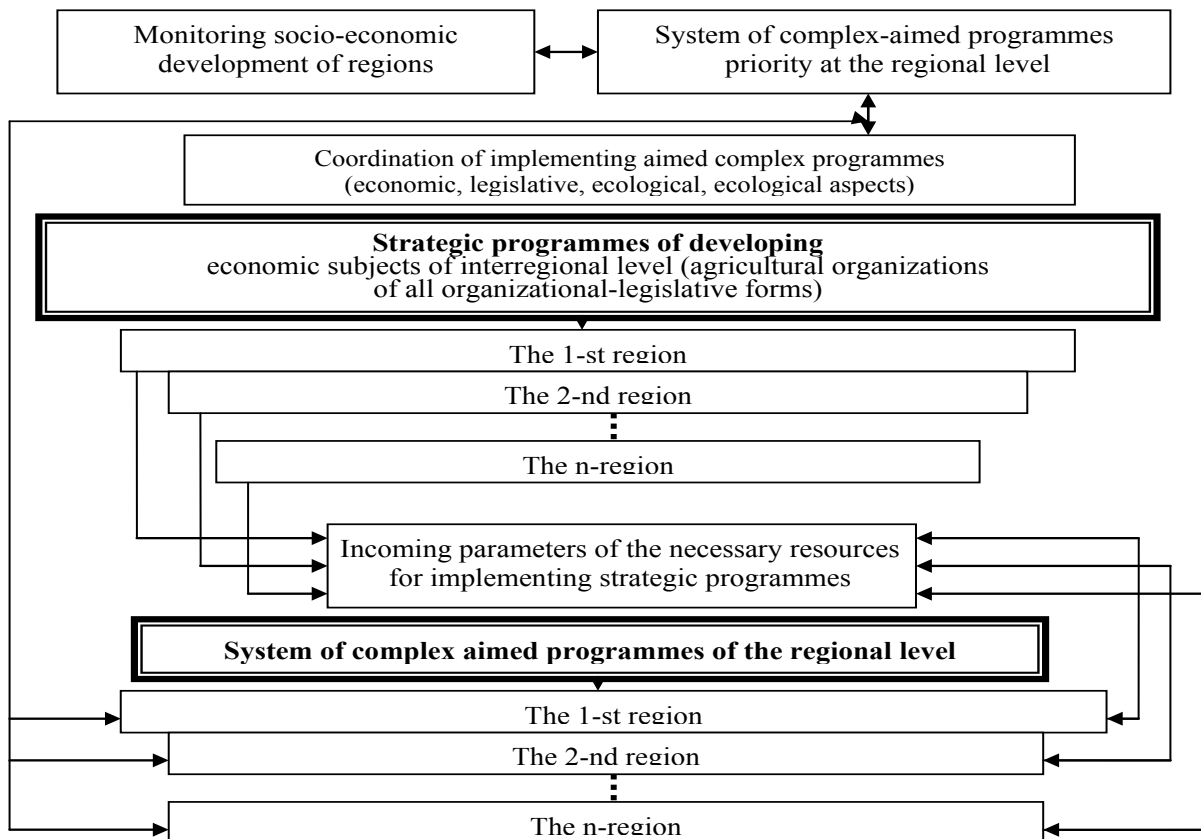 Monitoring socio-economic
development of regions
System of complex-aimed programmes
priority at the regional level
Coordination of implementing aimed complex programmes
(economic, legislative, ecological, ecological aspects)
Strategic programmes of developing
economic subjects of interregional level (agricultural organizations
of all organizational-legislative forms)
The 1-st region
The 2-nd region
The n-region
Incoming parameters of the necessary resources
for implementing strategic programmes
System of complex aimed programmes of the regional level
The 1-st region
The 2-nd region
The n-region